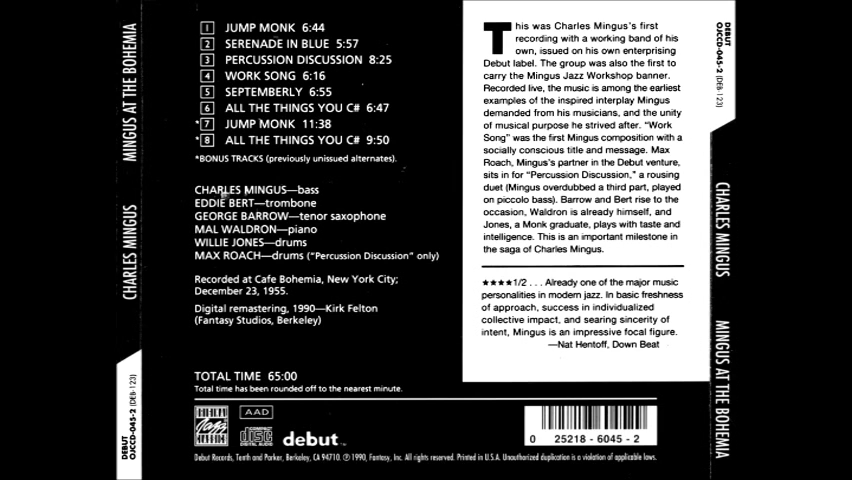 MINGUS AT THE BOHEMIA
CHARLES MINGUS
DEBUT
OJCCD-045-2 (DEB-123)
1 JUMP MONK 6:44
2 SERENADE IN BLUE 5:57
3 PERCUSSION DISCUSSION 8:25
4 WORK SONG 6:16
5 SEPTEMBERLY 6:55
6 ALL THE THINGS YOU C# 6:47
*7 JUMP MONK 11:38
*8 ALL THE THINGS YOU C# 9:50
*BONUS TRACKS (previously unissued alternates).
CHARLES MINGUS—bass
EDDIE BERT—trombone
GEORGE BARROW—tenor saxophone
MAL WALDRON—piano
WILLIE JONES—drums
MAX ROACH—drums ("Percussion Discussion" only)
Recorded at Cafe Bohemia, New York City;
December 23, 1955.
Digital remastering, 1990—Kirk Felton
(Fantasy Studios, Berkeley)
TOTAL TIME 65:00
Total time has been rounded off to the nearest minute.
This was Charles Mingus's first
recording with a working band of his
own, issued on his own enterprising
Debut label. The group was also the first to
carry the Mingus Jazz Workshop banner.
Recorded live, the music is among the earliest
examples of the inspired interplay Mingus
demanded from his musicians, and the unity
of musical purpose he strived after. "Work
Song" was the first Mingus composition with a
socially conscious title and message. Max
Roach, Mingus's partner in the Debut venture,
sits in for "Percussion Discussion," a rousing
duet (Mingus overdubbed a third part, played
on piccolo bass). Barrow and Bert rise to the
occasion, Waldron is already himself, and
Jones, a Monk graduate, plays with taste and
intelligence. This is an important milestone in
the saga of Charles Mingus.
★★★★1/2 . . . Already one of the major music
personalities in modern jazz. In basic freshness
of approach, success in individualized
collective impact, and searing sincerity of
intent, Mingus is an impressive focal figure.
—Nat Hentoff, Down Beat
Jazz
AAD
COMPACT
disc
DIGITAL AUDIO
debut™
0 25218-6045-2
Debut Records, Tenth and Parker, Berkeley, CA 94710. ℗ 1990, Fantasy, Inc. All rights reserved. Printed in U.S.A. Unauthorized duplication is a violation of applicable laws.
DEBUT
OJCCD-045-2 (DEB-123)
CHARLES MINGUS
MINGUS AT THE BOHEMIA